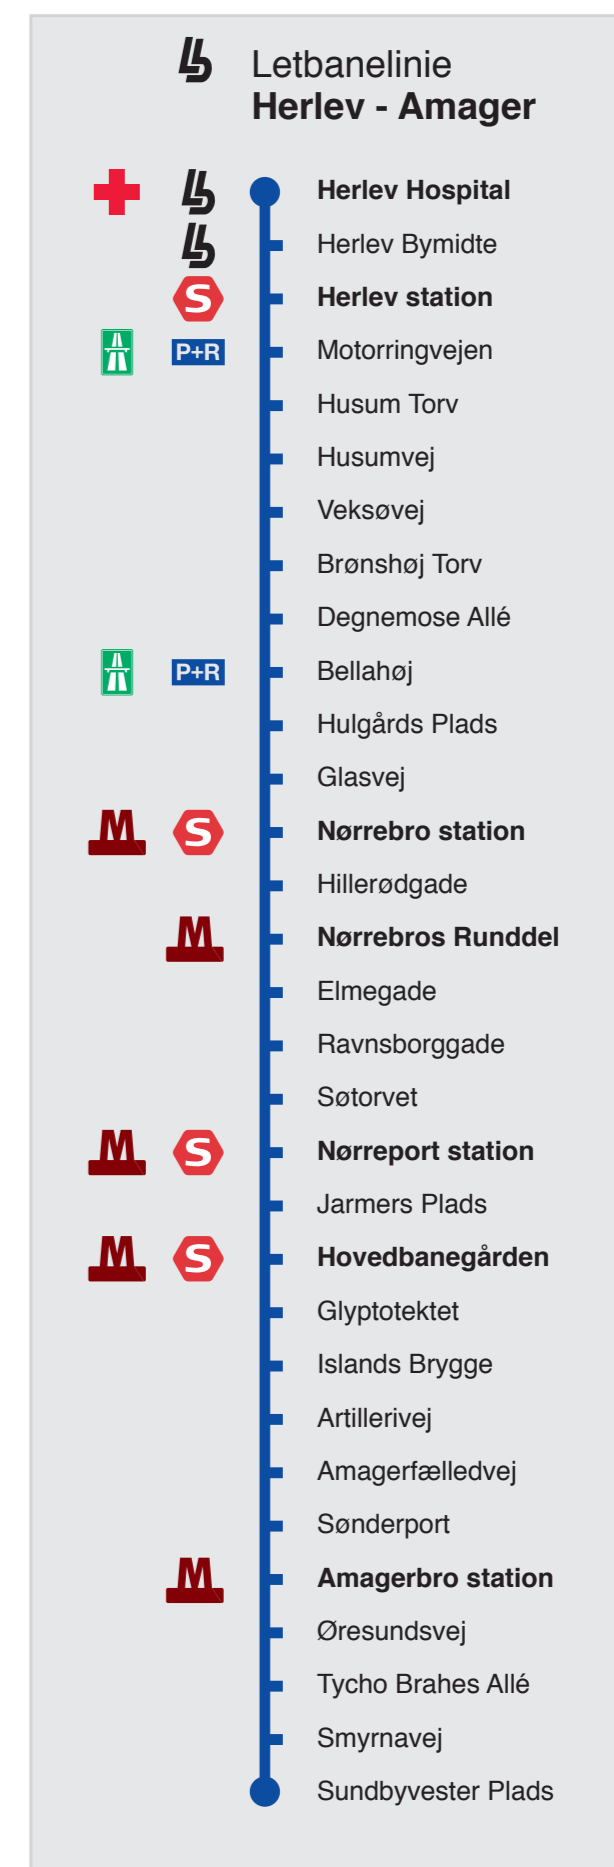 Letbanelinie
Herlev - Amager
Herlev Hospital
Herlev Bymidte
S Herlev station
P+R Motorringvejen
Husum Torv
Husumvej
Veksøvej
Brønshøj Torv
Degnemose Allé
P+R Bellahøj
Hulgårds Plads
Glasvej
M S Nørrebro station
Hillerødgade
M Nørrebros Runddel
Elmegade
Ravnsborggade
Søtorvet
M S Nørreport station
Jarmers Plads
M S Hovedbanegården
Glyptotektet
Islands Brygge
Artillerivej
Amagerfælledvej
Sønderport
M Amagerbro station
Øresundsvej
Tycho Brahes Allé
Smyrnavej
Sundbyvester Plads